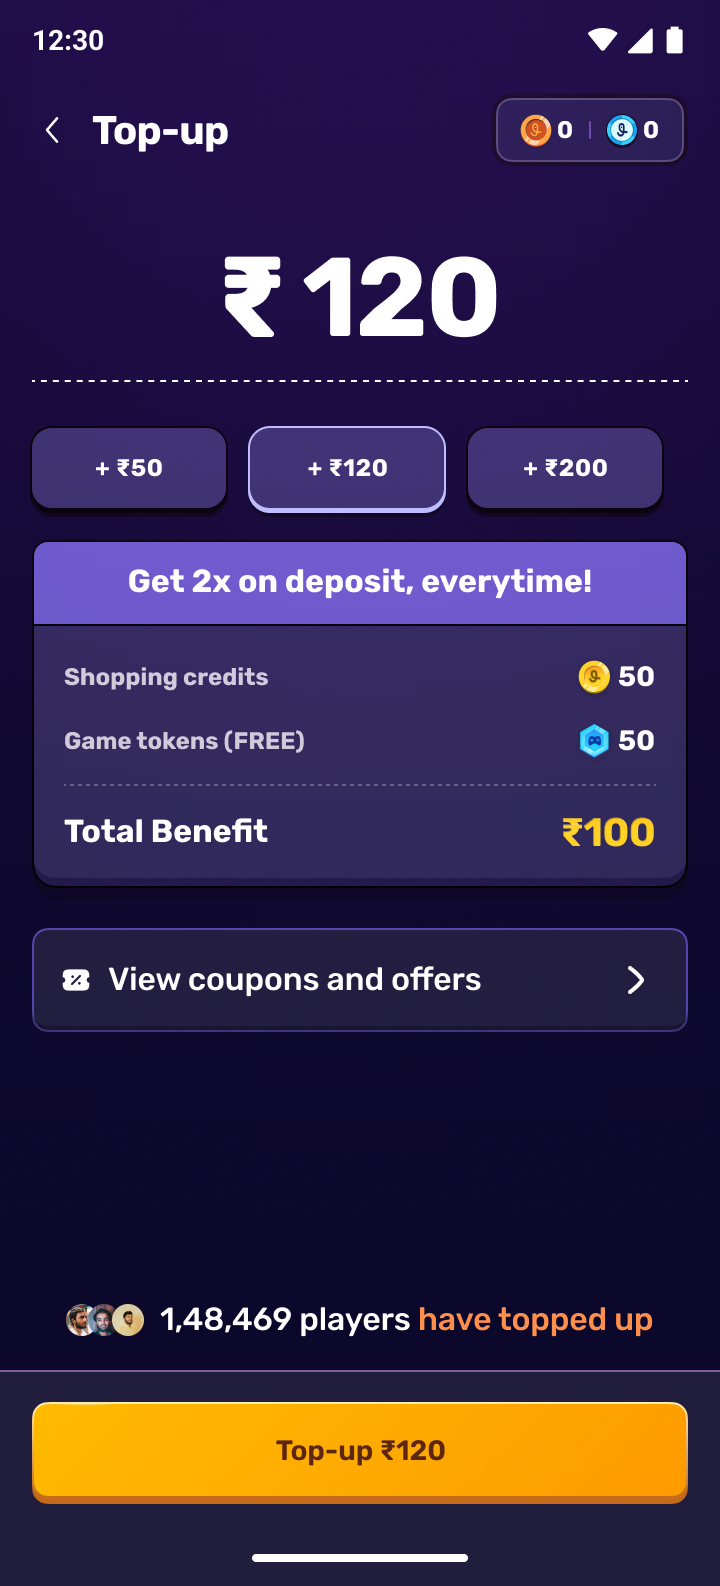 12:30
Top-up
0 | 0
₹ 120
+ ₹50
+ ₹120
+ ₹200
Get 2x on deposit, everytime!
Shopping credits
50
Game tokens (FREE)
50
Total Benefit
₹100
View coupons and offers
1,48,469 players have topped up
Top-up ₹120